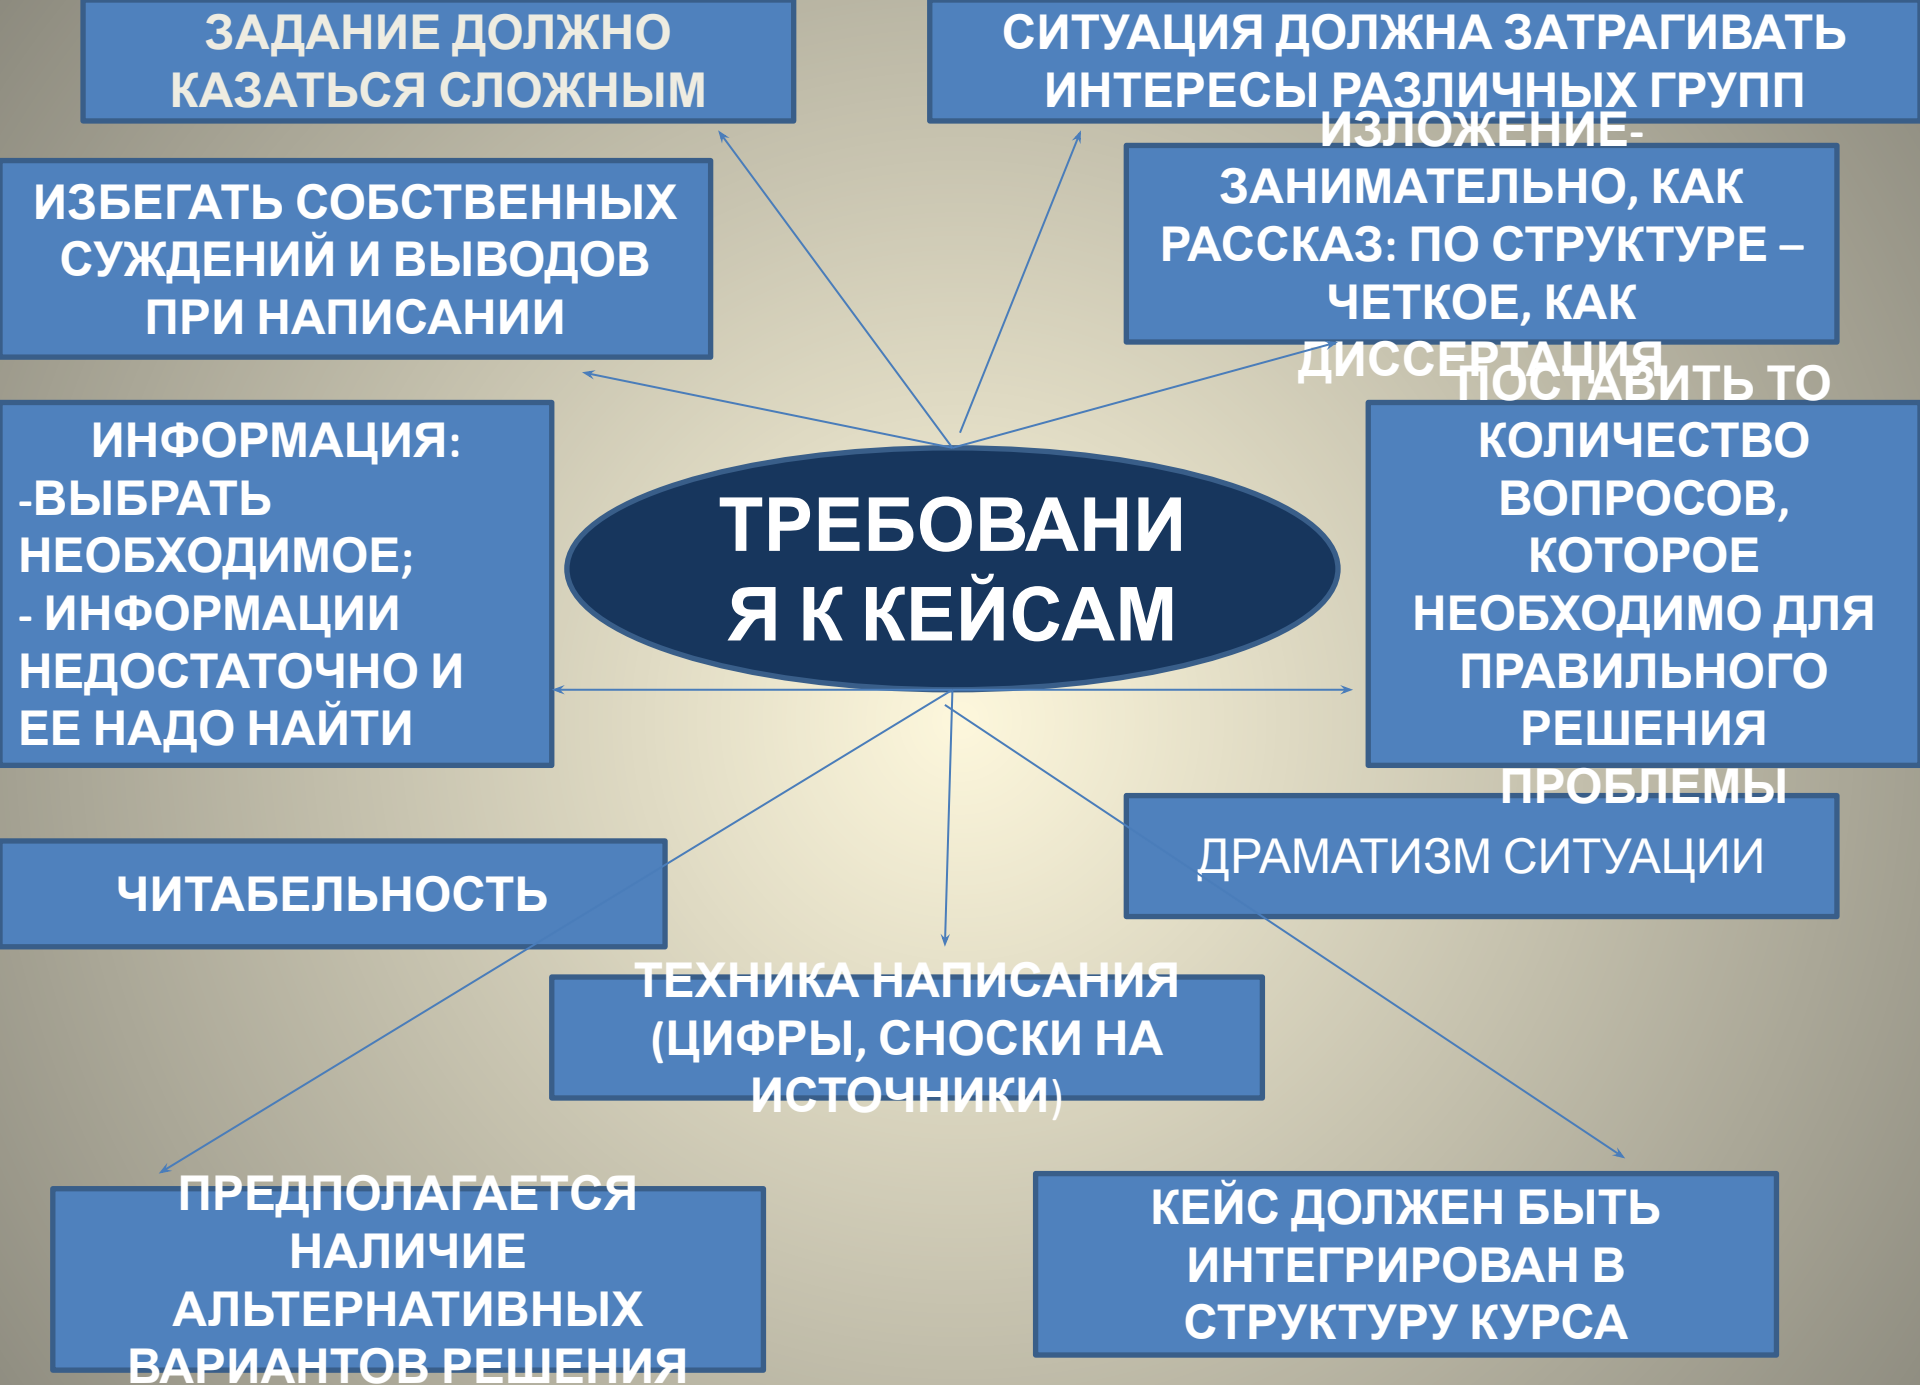 ЗАДАНИЕ ДОЛЖНО
КАЗАТЬСЯ СЛОЖНЫМ
СИТУАЦИЯ ДОЛЖНА ЗАТРАГИВАТЬ
ИНТЕРЕСЫ РАЗЛИЧНЫХ ГРУПП
ИЗБЕГАТЬ СОБСТВЕННЫХ
СУЖДЕНИЙ И ВЫВОДОВ
ПРИ НАПИСАНИИ
ИЗЛОЖЕНИЕ-
ЗАНИМАТЕЛЬНО, КАК
РАССКАЗ: ПО СТРУКТУРЕ –
ЧЕТКОЕ, КАК
ДИССЕРТАЦИЯ
ИНФОРМАЦИЯ:
-ВЫБРАТЬ
НЕОБХОДИМОЕ;
- ИНФОРМАЦИИ
НЕДОСТАТОЧНО И
ЕЕ НАДО НАЙТИ
ТРЕБОВАНИ
Я К КЕЙСАМ
ПОСТАВИТЬ ТО
КОЛИЧЕСТВО
ВОПРОСОВ,
КОТОРОЕ
НЕОБХОДИМО ДЛЯ
ПРАВИЛЬНОГО
РЕШЕНИЯ
ПРОБЛЕМЫ
ЧИТАБЕЛЬНОСТЬ
ДРАМАТИЗМ СИТУАЦИИ
ТЕХНИКА НАПИСАНИЯ
(ЦИФРЫ, СНОСКИ НА
ИСТОЧНИКИ)
ПРЕДПОЛАГАЕТСЯ
НАЛИЧИЕ
АЛЬТЕРНАТИВНЫХ
ВАРИАНТОВ РЕШЕНИЯ
КЕЙС ДОЛЖЕН БЫТЬ
ИНТЕГРИРОВАН В
СТРУКТУРУ КУРСА